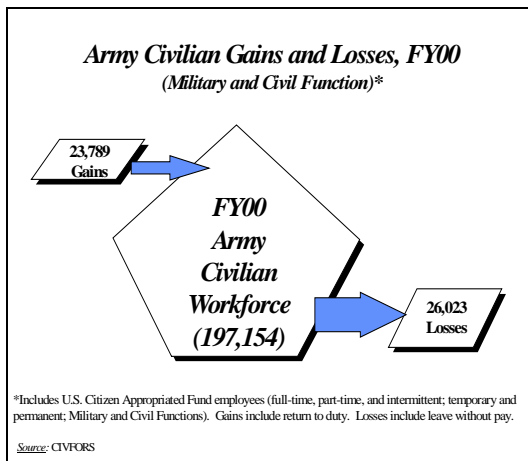 Army Civilian Gains and Losses, FY00
(Military and Civil Function)*
23,789
Gains
FY00
Army
Civilian
Workforce
(197,154)
26,023
Losses
*Includes U.S. Citizen Appropriated Fund employees (full-time, part-time, and intermittent; temporary and
permanent; Military and Civil Functions). Gains include return to duty. Losses include leave without pay.
Source: CIVFORS